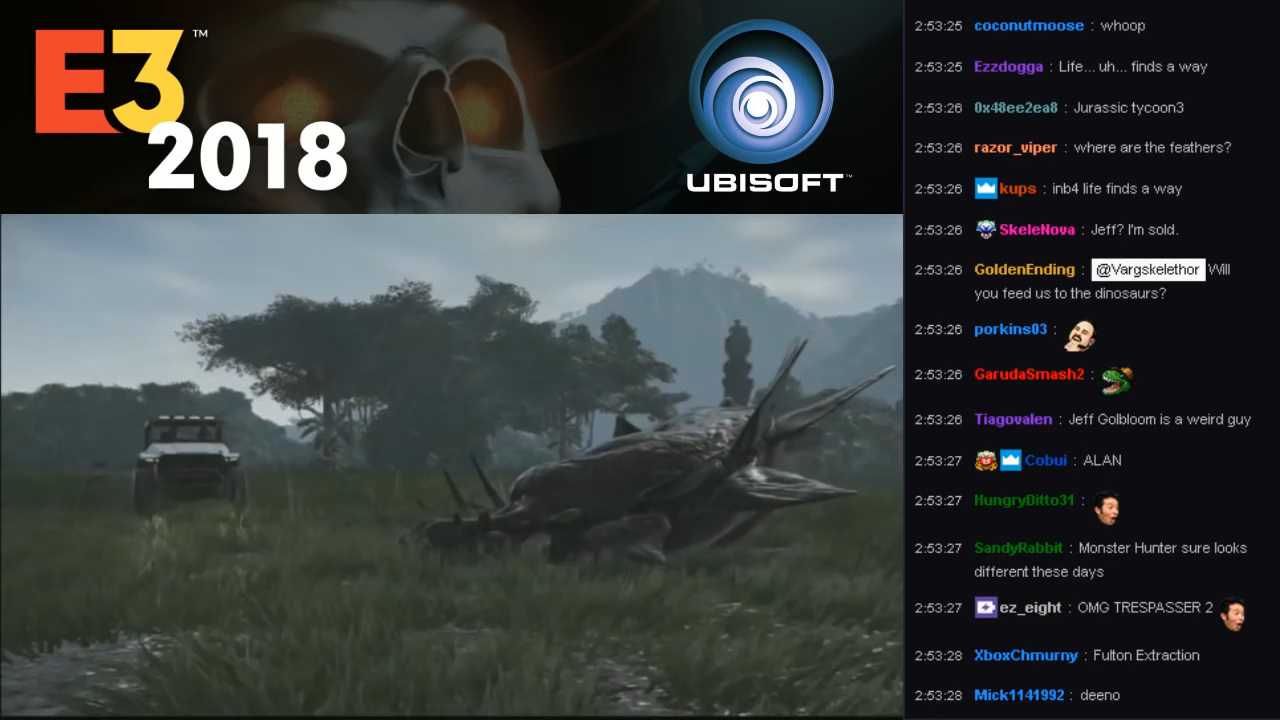 E3™
2018
UBISOFT™
2:53:25 coconutmoose : whoop
2:53:25 Ezzdogga : Life... uh... finds a way
2:53:26 0x48ee2ea8 : Jurassic tycoon3
2:53:26 razor_viper : where are the feathers?
2:53:26 kups : inb4 life finds a way
2:53:26 SkeleNova : Jeff? I'm sold.
2:53:26 GoldenEnding : @Vargskelethor Will
you feed us to the dinosaurs?
2:53:26 porkins03 :
2:53:26 GarudaSmash2 :
2:53:26 Tiagovalen : Jeff Golbloom is a weird guy
2:53:27 Cobui : ALAN
2:53:27 HungryDitto31 :
2:53:27 SandyRabbit : Monster Hunter sure looks
different these days
2:53:27 ez_eight : OMG TRESPASSER 2
2:53:28 XboxChmurny : Fulton Extraction
2:53:28 Mick1141992 : deeno